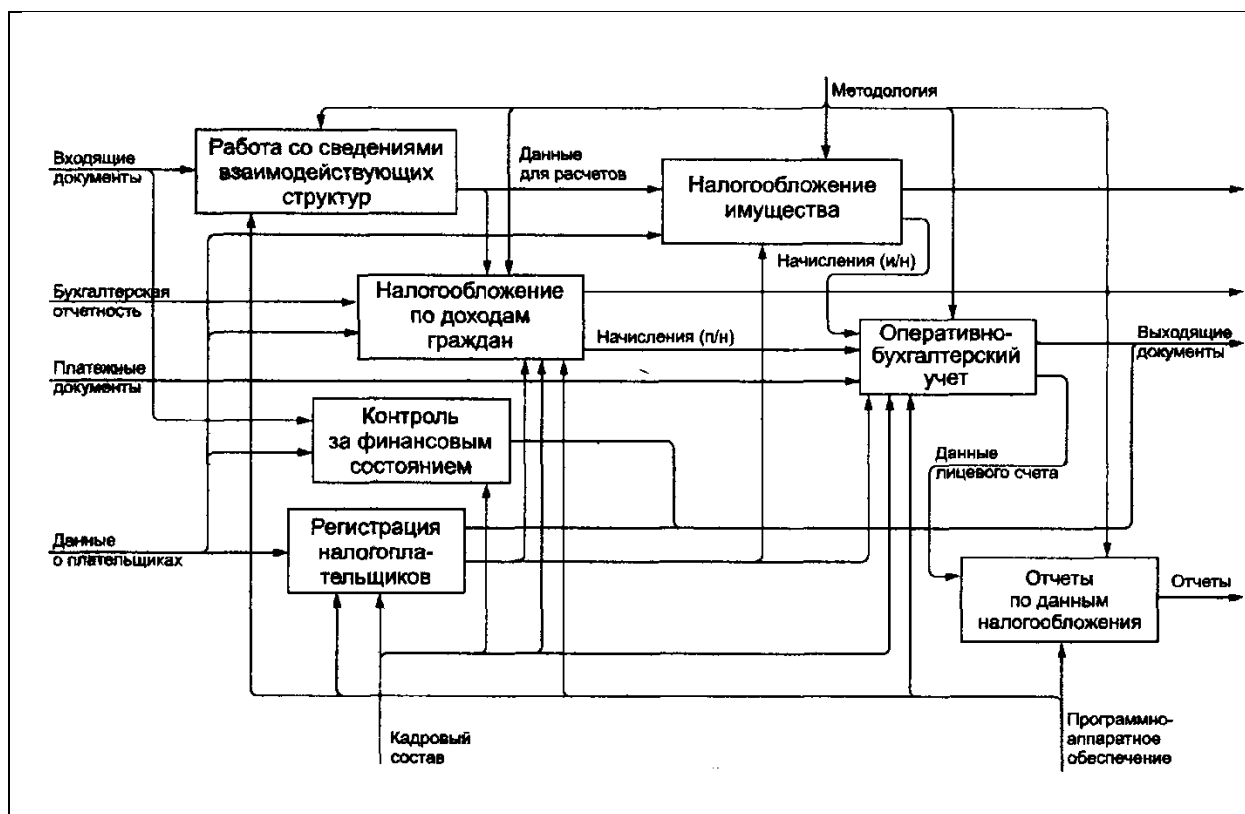 Методология
Работа со сведениями
взаимодействующих
структур
Входящие
документы
Данные
для расчетов
Налогообложение
имущества
Начисления (и/н)
Бухгалтерская
отчетность
Налогообложение
по доходам
граждан
Начисления (п/н)
Оперативно-
бухгалтерский
учет
Выходящие
документы
Платежные
документы
Контроль
за финансовым
состоянием
Данные
лицевого счета
Данные
о плательщиках
Регистрация
налогопла-
тельщиков
Отчеты
по данным
налогообложения
Отчеты
Кадровый
состав
Программно-
аппаратное
обеспечение